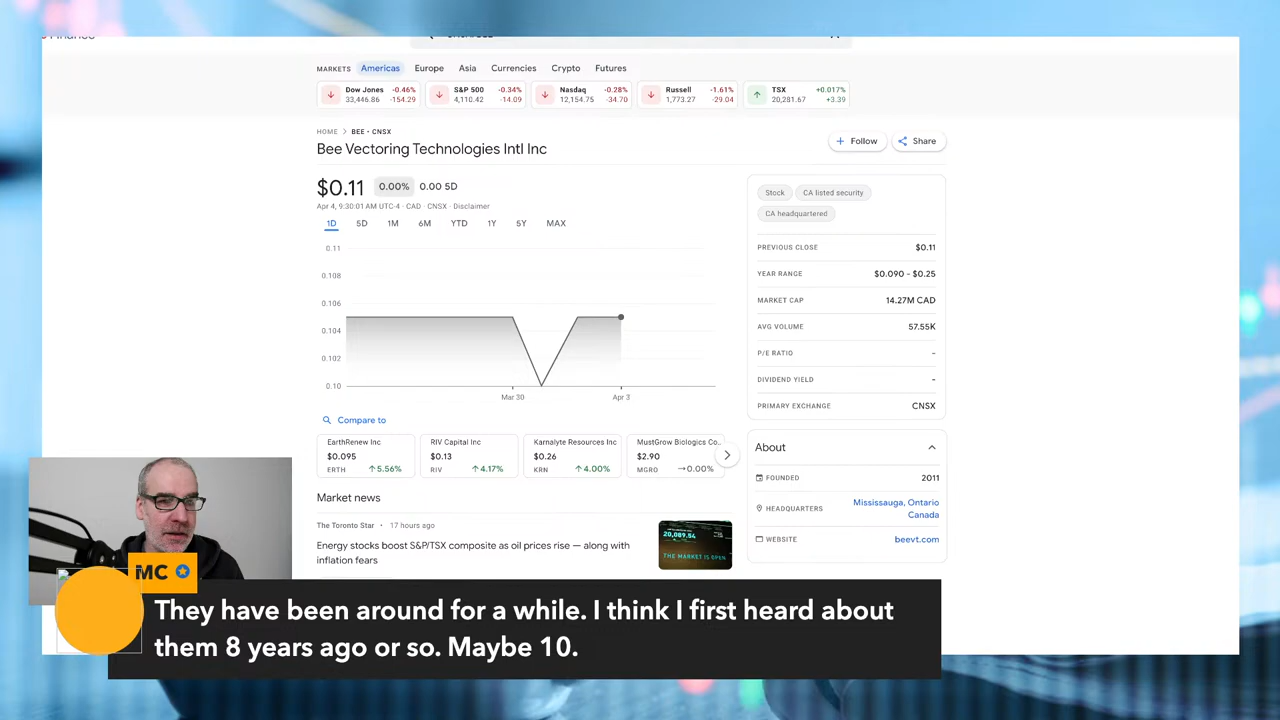 MARKETS Americas Europe Asia Currencies Crypto Futures
Dow Jones -0.46% S&P 500 -0.34% Nasdaq -0.28% Russell -1.61% TSX +0.017%
33,446.86 -154.29 4,110.42 -14.09 12,154.75 -34.70 1,773.27 -29.04 20,281.67 +3.39
HOME > BEE • CNSX
Bee Vectoring Technologies Intl Inc
+ Follow
Share
$0.11 0.00% 0.00 5D
Apr 4, 9:30:01 AM UTC-4 · CAD · CNSX · Disclaimer
1D 5D 1M 6M YTD 1Y 5Y MAX
0.11
0.108
0.106
0.104
0.102
0.10
Mar 30 Apr 3
Compare to
EarthRenew Inc
$0.095
ERTH ↑5.56%
RIV Capital Inc
$0.13
RIV ↑4.17%
Karnalyte Resources Inc
$0.26
KRN ↑4.00%
MustGrow Biologics Co...
$2.90
MGRO →0.00%
Market news
The Toronto Star • 17 hours ago
Energy stocks boost S&P/TSX composite as oil prices rise — along with
inflation fears
20,089.54
THE MARKET IS OPEN
Stock CA listed security
CA headquartered
PREVIOUS CLOSE $0.11
YEAR RANGE $0.090 - $0.25
MARKET CAP 14.27M CAD
AVG VOLUME 57.55K
P/E RATIO -
DIVIDEND YIELD -
PRIMARY EXCHANGE CNSX
About
FOUNDED 2011
HEADQUARTERS Mississauga, Ontario
Canada
WEBSITE beevt.com
MC
They have been around for a while. I think I first heard about
them 8 years ago or so. Maybe 10.